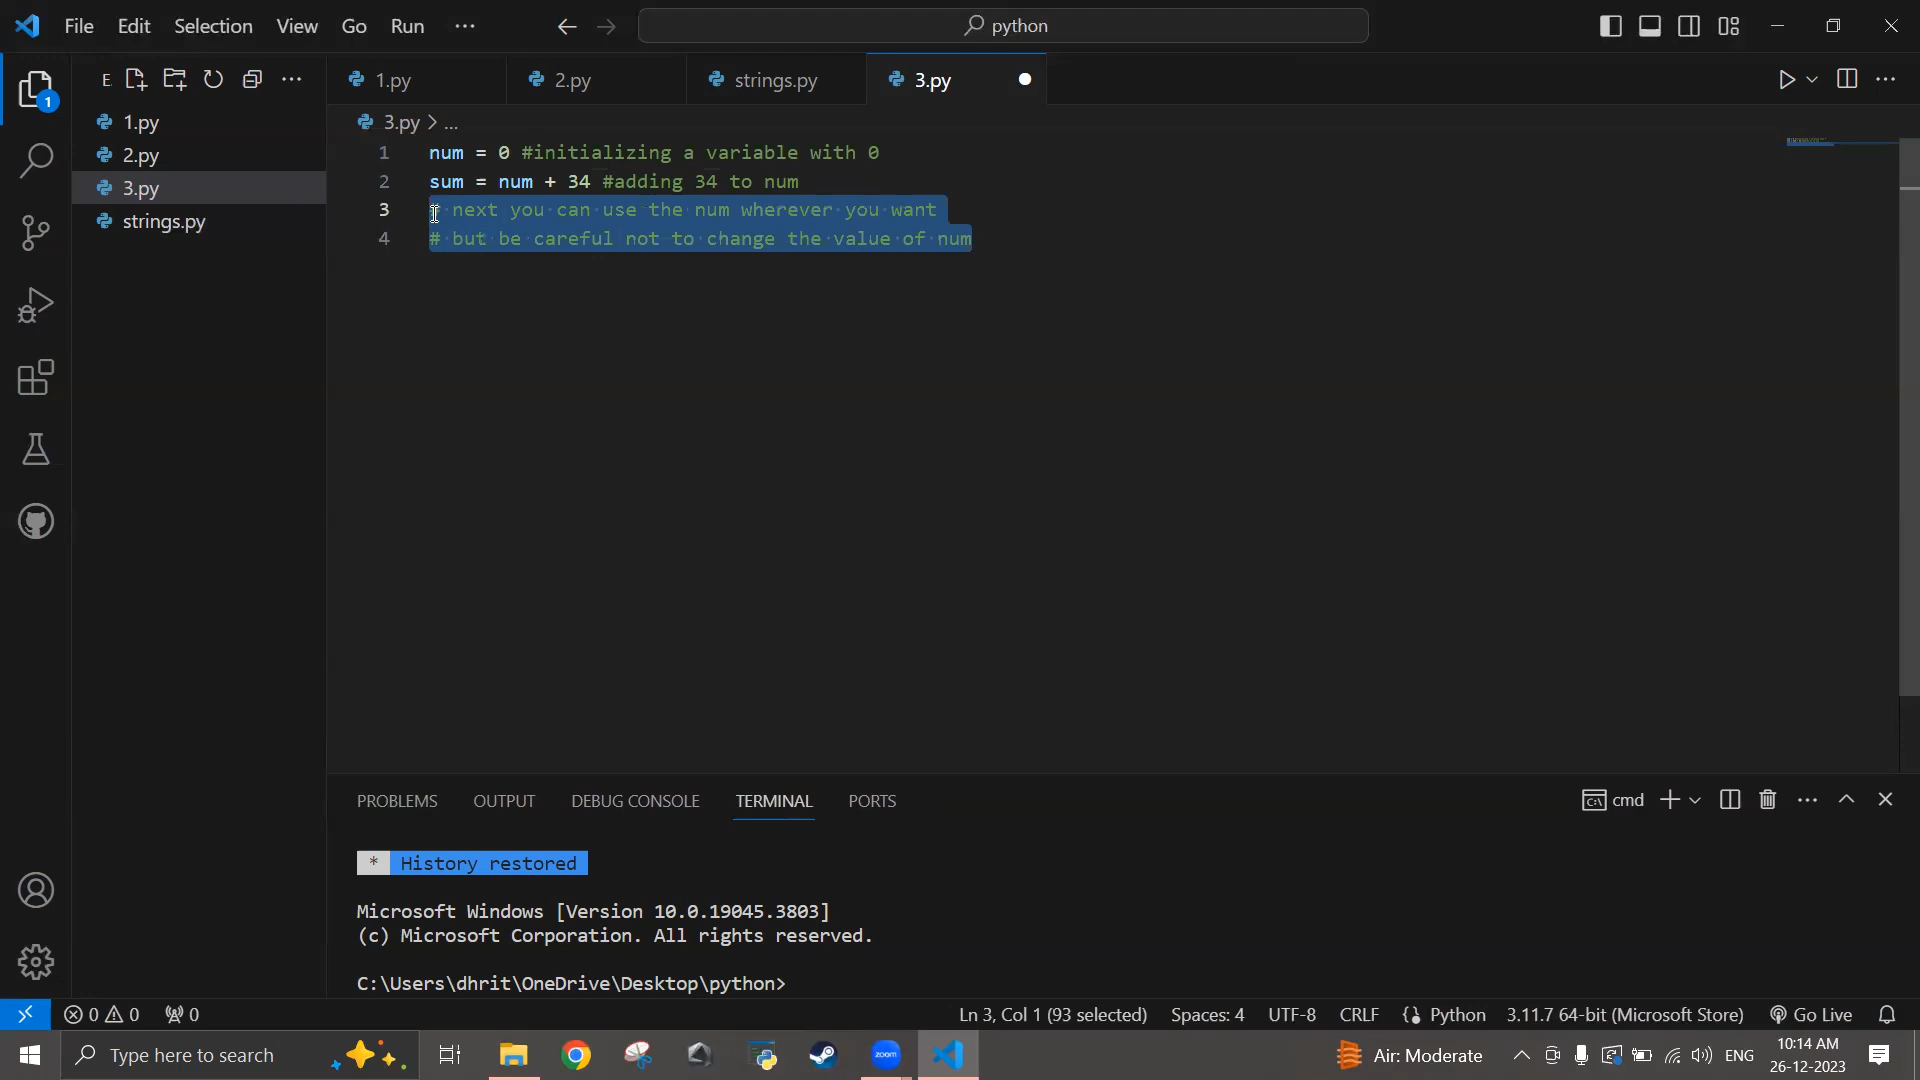 File Edit Selection View Go Run ··· python
E 1.py 2.py strings.py 3.py
1
1.py
2.py
3.py
strings.py
3.py > ...
1 num = 0 #initializing a variable with 0
2 sum = num + 34 #adding 34 to num
3 # next you can use the num wherever you want
4 # but be careful not to change the value of num
PROBLEMS OUTPUT DEBUG CONSOLE TERMINAL PORTS cmd
* History restored
Microsoft Windows [Version 10.0.19045.3803]
(c) Microsoft Corporation. All rights reserved.
C:\Users\dhrit\OneDrive\Desktop\python>
0 0 0 Ln 3, Col 1 (93 selected) Spaces: 4 UTF-8 CRLF Python 3.11.7 64-bit (Microsoft Store) Go Live
Type here to search zoom Air: Moderate ENG 10:14 AM
26-12-2023